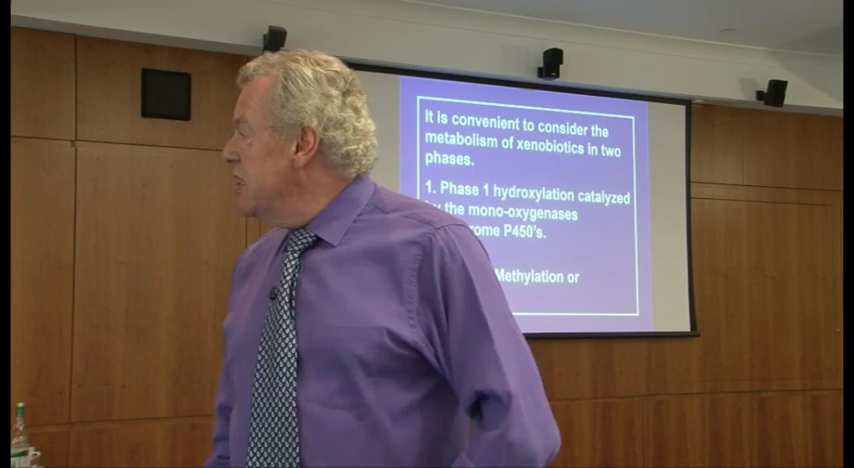 It is convenient to consider the
metabolism of xenobiotics in two
phases.
1. Phase 1 hydroxylation catalyzed
the mono-oxygenases
P450's.
Methylation or